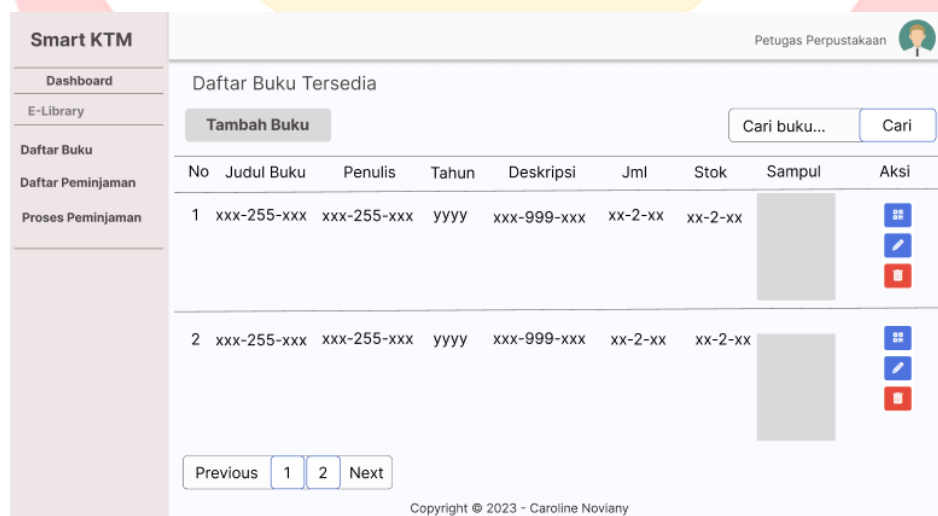 Smart KTM
Petugas Perpustakaan
Dashboard
E-Library
Daftar Buku
Daftar Peminjaman
Proses Peminjaman
Daftar Buku Tersedia
Tambah Buku
Cari buku... Cari
No Judul Buku Penulis Tahun Deskripsi Jml Stok Sampul Aksi
1 xxx-255-xxx xxx-255-xxx yyyy xxx-999-xxx xx-2-xx xx-2-xx
2 xxx-255-xxx xxx-255-xxx yyyy xxx-999-xxx xx-2-xx xx-2-xx
Previous 1 2 Next
Copyright © 2023 - Caroline Noviany